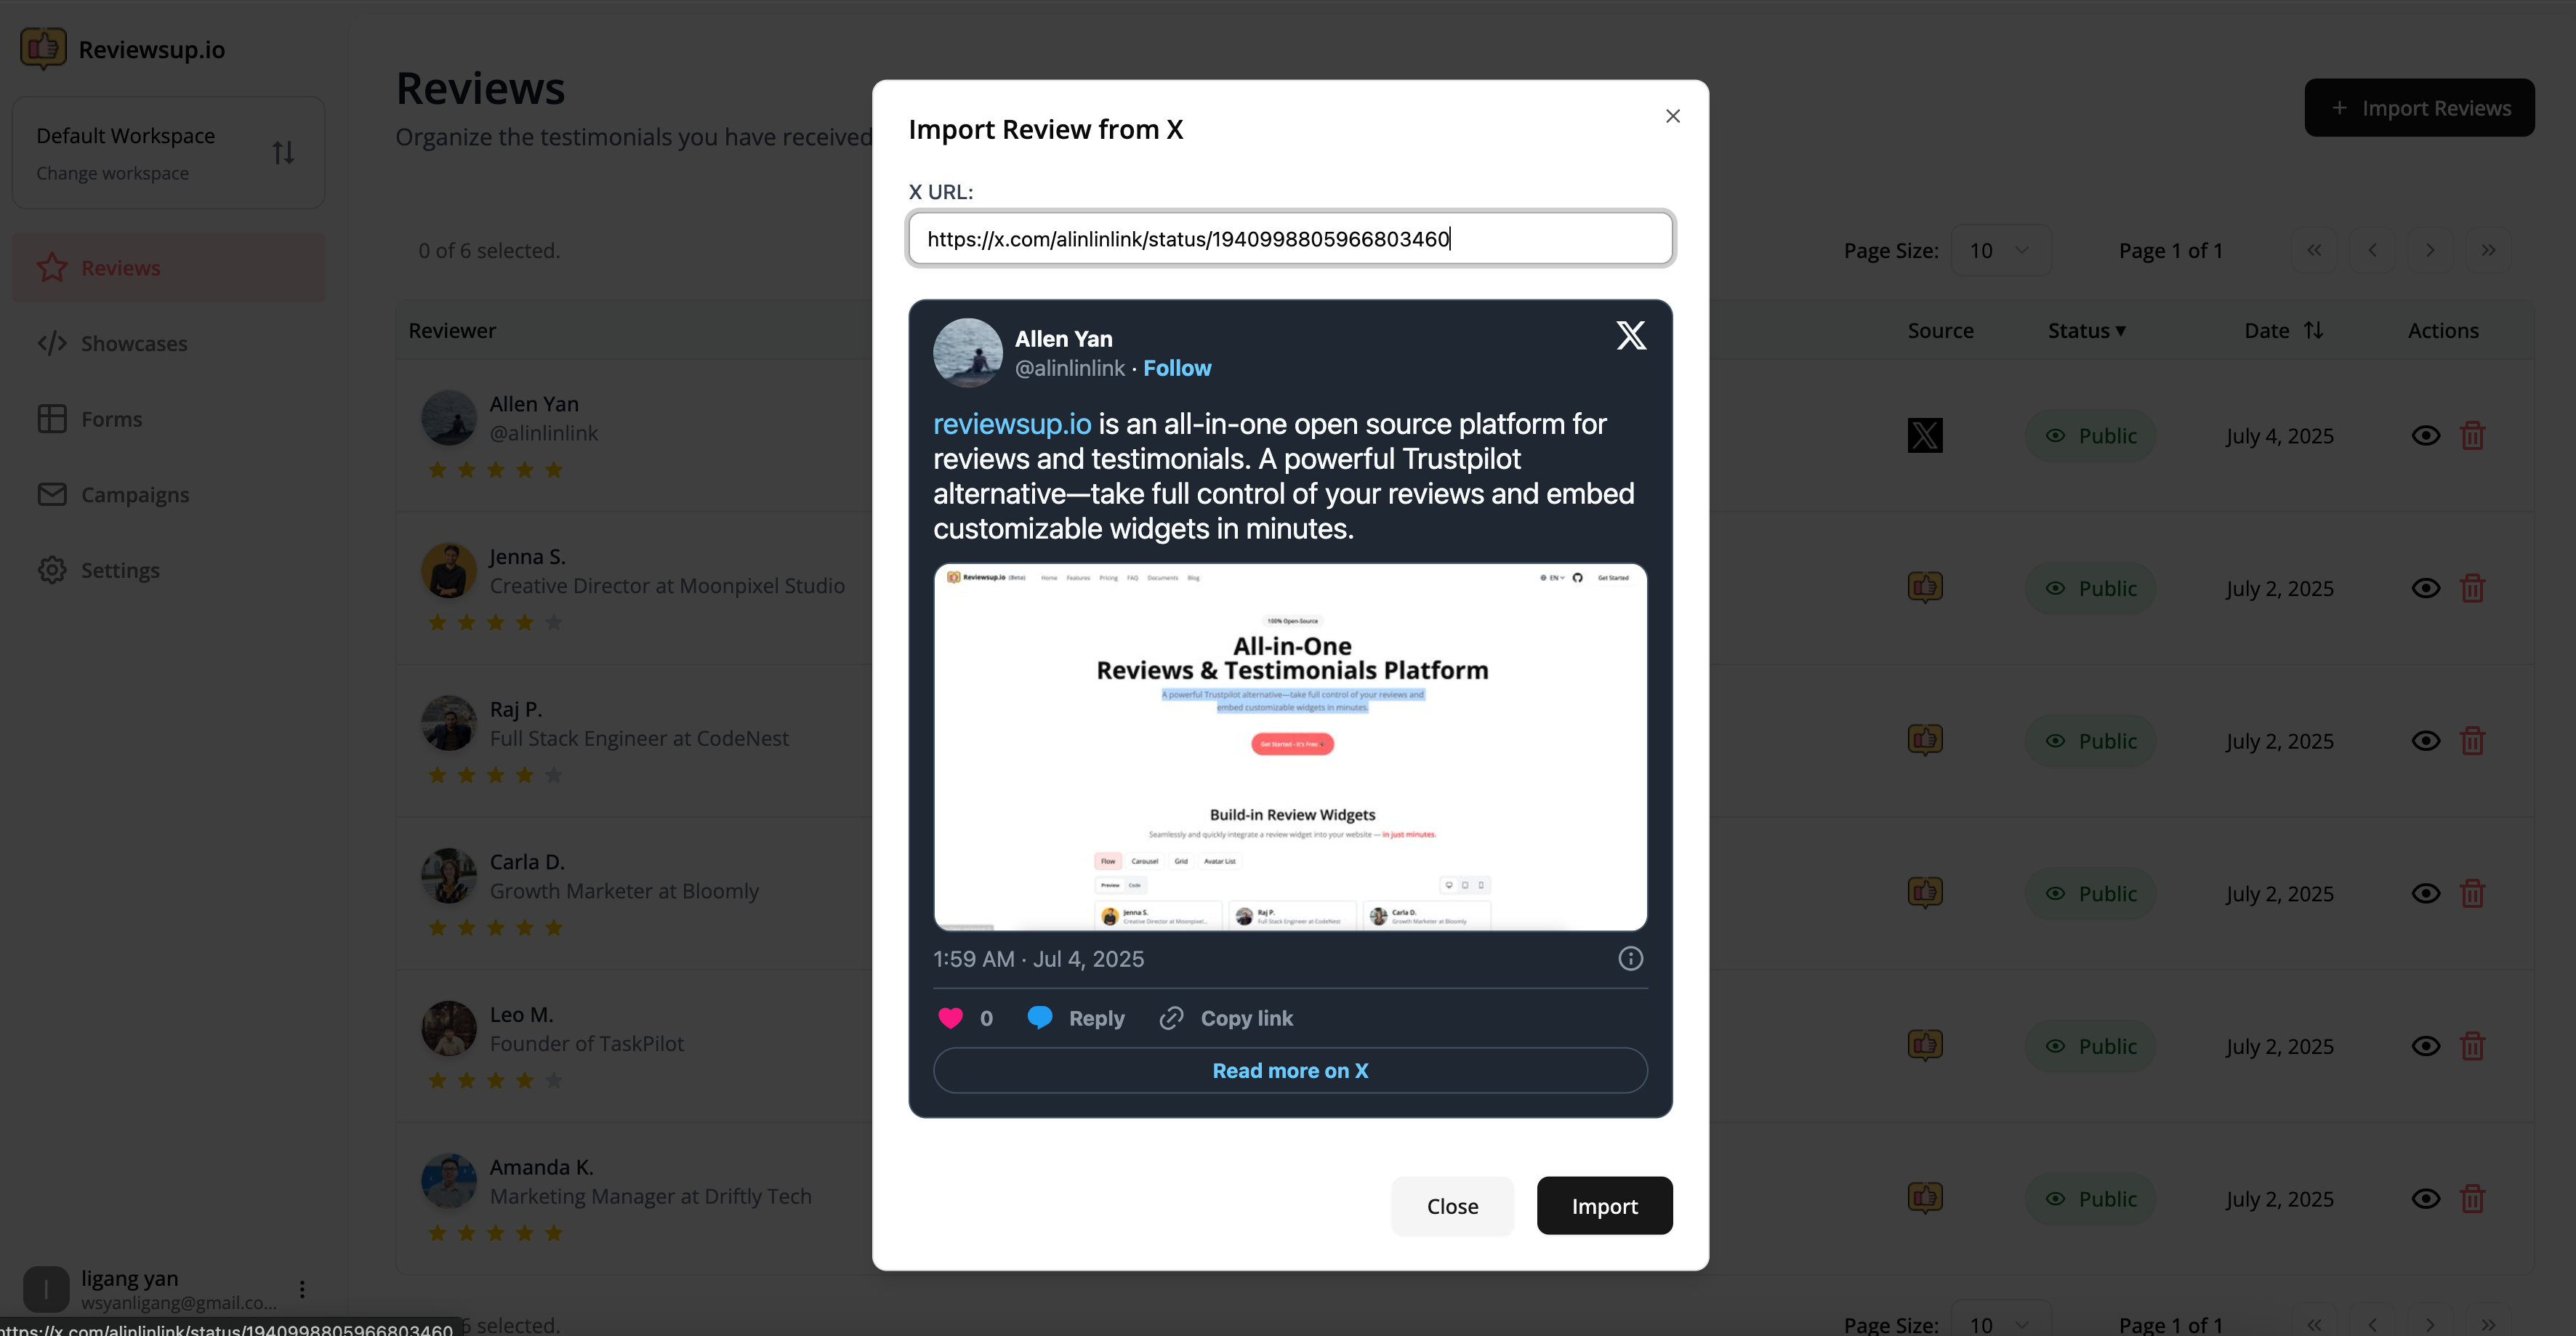 Reviewsup.io
Default Workspace
Change workspace
Reviews
Showcases
Forms
Campaigns
Settings
ligang yan
wsyanligang@gmail.co...
https://x.com/alinlinlink/status/1940998805966803460
Reviews
Organize the testimonials you have received
+ Import Reviews
0 of 6 selected.
Page Size: 10
Page 1 of 1
Reviewer
Source
Status ▾
Date
Actions
Allen Yan
@alinlinlink
Public
July 4, 2025
Jenna S.
Creative Director at Moonpixel Studio
Public
July 2, 2025
Raj P.
Full Stack Engineer at CodeNest
Public
July 2, 2025
Carla D.
Growth Marketer at Bloomly
Public
July 2, 2025
Leo M.
Founder of TaskPilot
Public
July 2, 2025
Amanda K.
Marketing Manager at Driftly Tech
Public
July 2, 2025
6 selected.
Page Size: 10
Page 1 of 1
Import Review from X
X URL:
https://x.com/alinlinlink/status/1940998805966803460
Allen Yan
@alinlinlink · Follow
reviewsup.io is an all-in-one open source platform for
reviews and testimonials. A powerful Trustpilot
alternative—take full control of your reviews and embed
customizable widgets in minutes.
Reviewsup.io (Beta) Home Features Pricing FAQ Documents Blog EN Get Started
100% Open-Source
All-in-One
Reviews & Testimonials Platform
A powerful Trustpilot alternative—take full control of your reviews and
embed customizable widgets in minutes.
Get Started - It's Free
Build-in Review Widgets
Seamlessly and quickly integrate a review widget into your website — in just minutes.
Flow Carousel Grid Avatar List
Preview Code
Jenna S.
Creative Director at Moonpixel...
Raj P.
Full Stack Engineer at CodeNest
Carla D.
Growth Marketer at Bloomly
1:59 AM · Jul 4, 2025
0 Reply Copy link
Read more on X
Close
Import